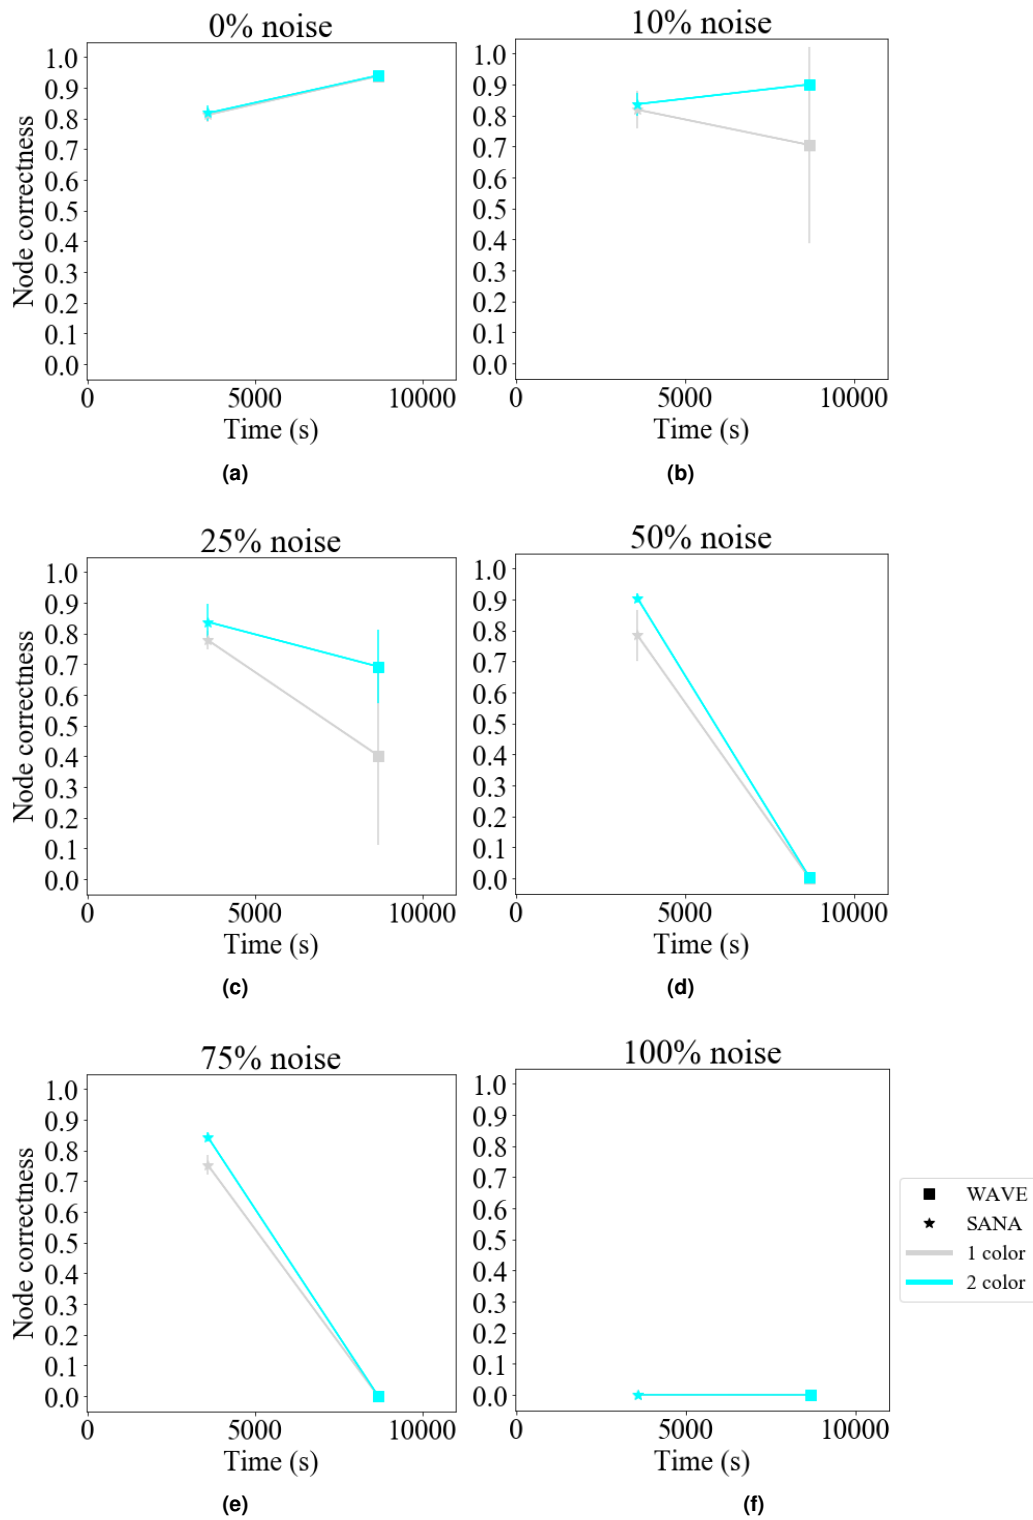 0% noise
10% noise
Node correctness
1.0
0.9
0.8
0.7
0.6
0.5
0.4
0.3
0.2
0.1
0.0
1.0
0.9
0.8
0.7
0.6
0.5
0.4
0.3
0.2
0.1
0.0
0 5000 10000
0 5000 10000
Time (s)
Time (s)
(a)
(b)
25% noise
50% noise
Node correctness
1.0
0.9
0.8
0.7
0.6
0.5
0.4
0.3
0.2
0.1
0.0
1.0
0.9
0.8
0.7
0.6
0.5
0.4
0.3
0.2
0.1
0.0
0 5000 10000
0 5000 10000
Time (s)
Time (s)
(c)
(d)
75% noise
100% noise
Node correctness
1.0
0.9
0.8
0.7
0.6
0.5
0.4
0.3
0.2
0.1
0.0
1.0
0.9
0.8
0.7
0.6
0.5
0.4
0.3
0.2
0.1
0.0
0 5000 10000
0 5000 10000
Time (s)
Time (s)
WAVE
SANA
1 color
2 color
(e)
(f)